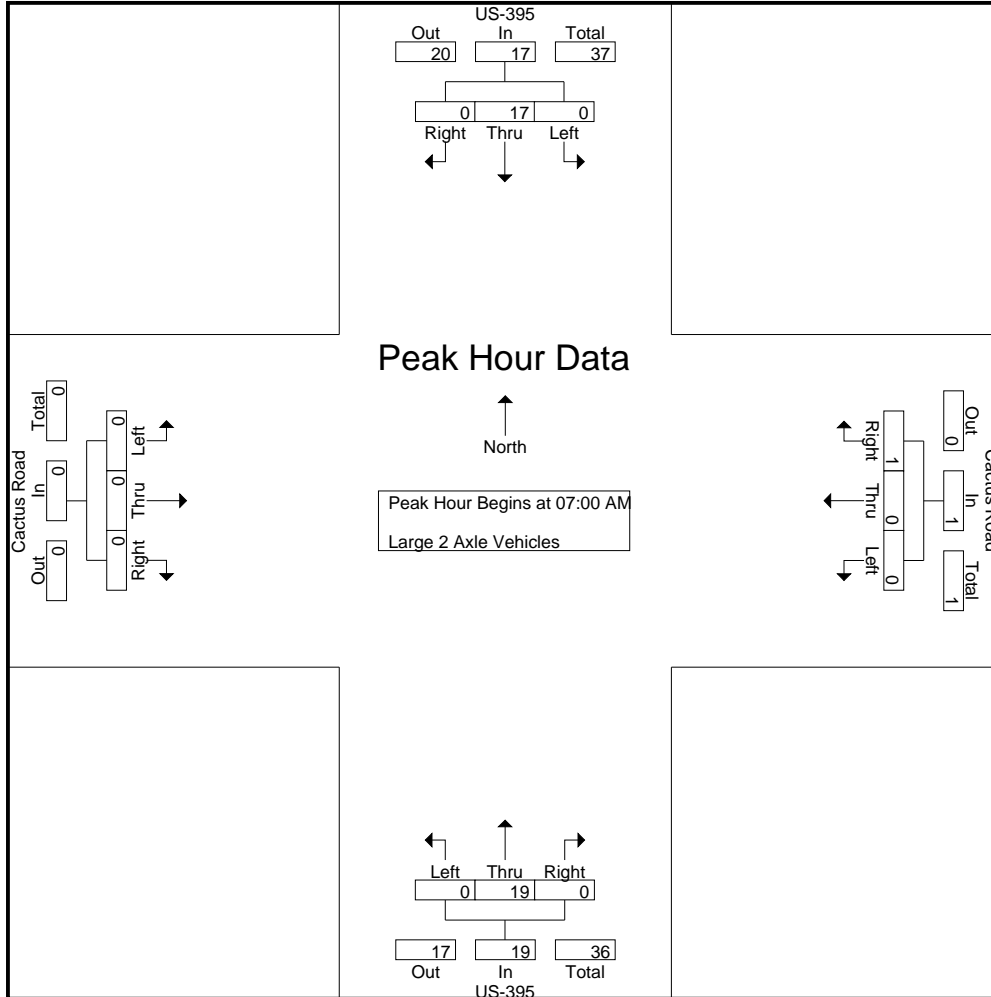 US-395
Out In Total
20 17 37
0 17 0
Right Thru Left
Peak Hour Data
North
Peak Hour Begins at 07:00 AM
Large 2 Axle Vehicles
Cactus Road
Total In Out
0 0 0
0 0 0
Left Thru Right
Cactus Road
Out In Total
0 1 1
1 0 0
Right Thru Left
Left Thru Right
0 19 0
17 19 36
Out In Total
US-395